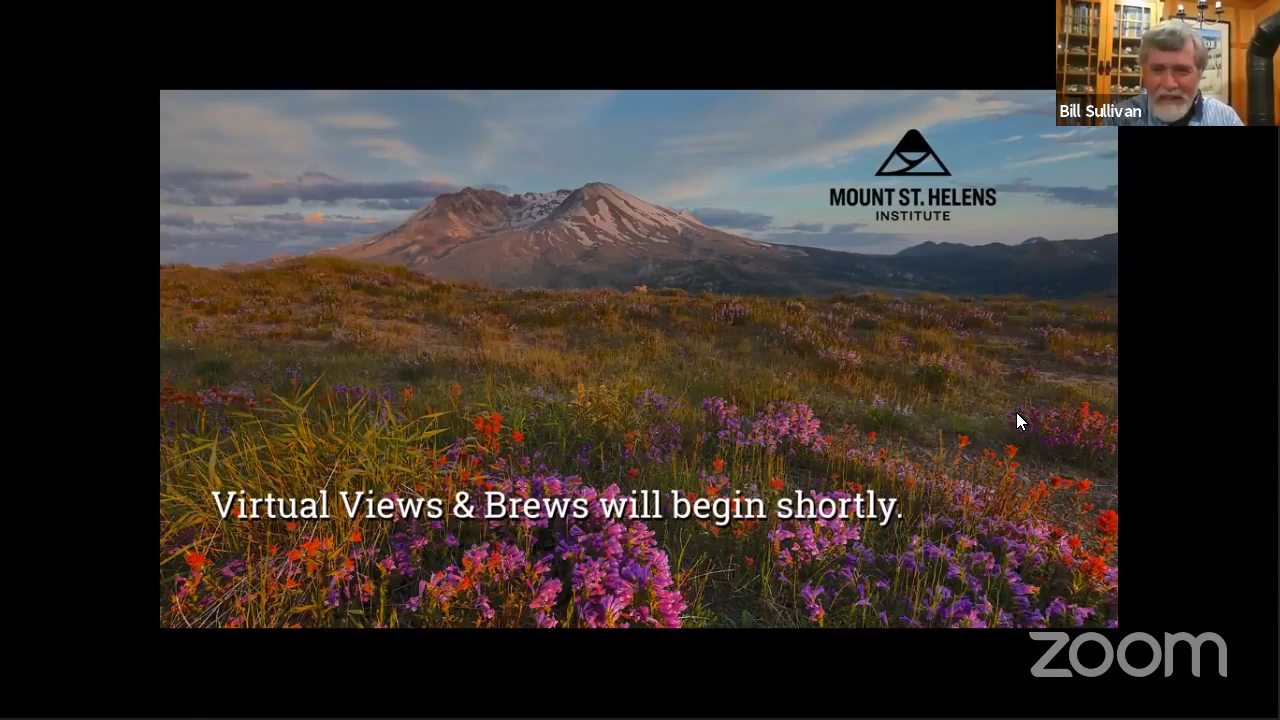 Bill Sullivan
MOUNT ST. HELENS
INSTITUTE
Virtual Views & Brews will begin shortly.
zoom